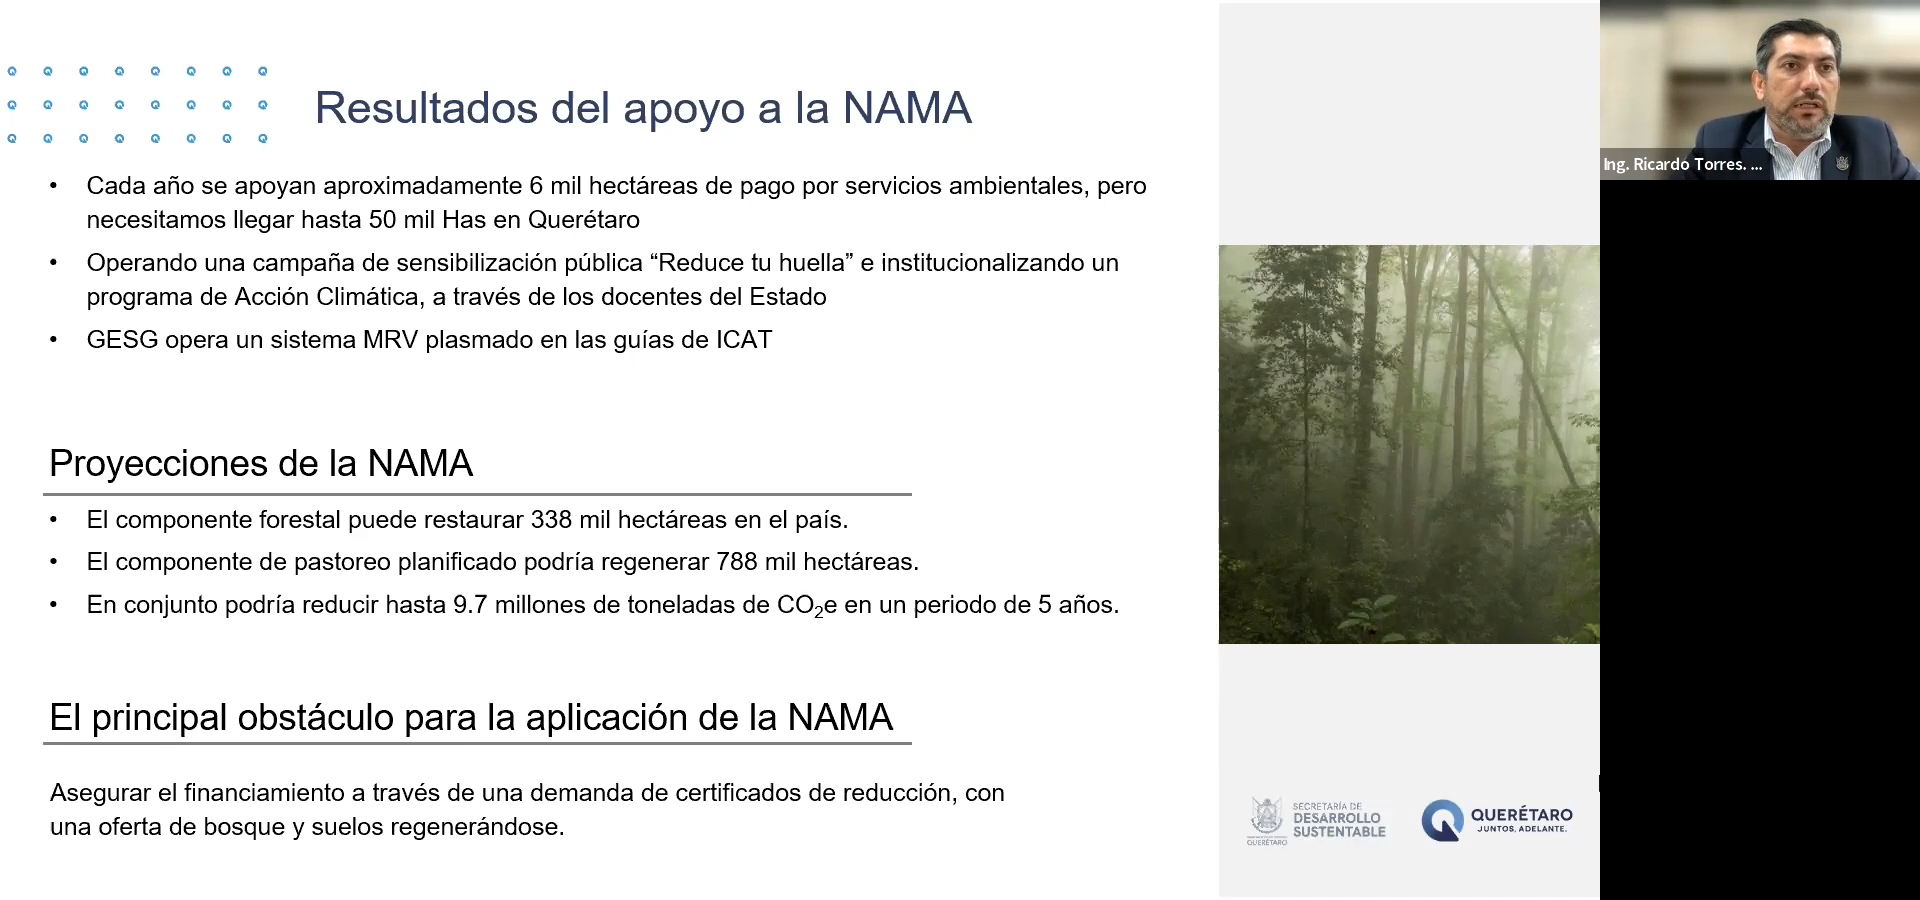 Resultados del apoyo a la NAMA
• Cada año se apoyan aproximadamente 6 mil hectáreas de pago por servicios ambientales, pero
necesitamos llegar hasta 50 mil Has en Querétaro
• Operando una campaña de sensibilización pública “Reduce tu huella” e institucionalizando un
programa de Acción Climática, a través de los docentes del Estado
• GESG opera un sistema MRV plasmado en las guías de ICAT
Proyecciones de la NAMA
• El componente forestal puede restaurar 338 mil hectáreas en el país.
• El componente de pastoreo planificado podría regenerar 788 mil hectáreas.
• En conjunto podría reducir hasta 9.7 millones de toneladas de CO₂e en un periodo de 5 años.
El principal obstáculo para la aplicación de la NAMA
Asegurar el financiamiento a través de una demanda de certificados de reducción, con
una oferta de bosque y suelos regenerándose.
QUERÉTARO
SECRETARÍA DE
DESARROLLO
SUSTENTABLE
QUERÉTARO
JUNTOS, ADELANTE.
Ing. Ricardo Torres. ...